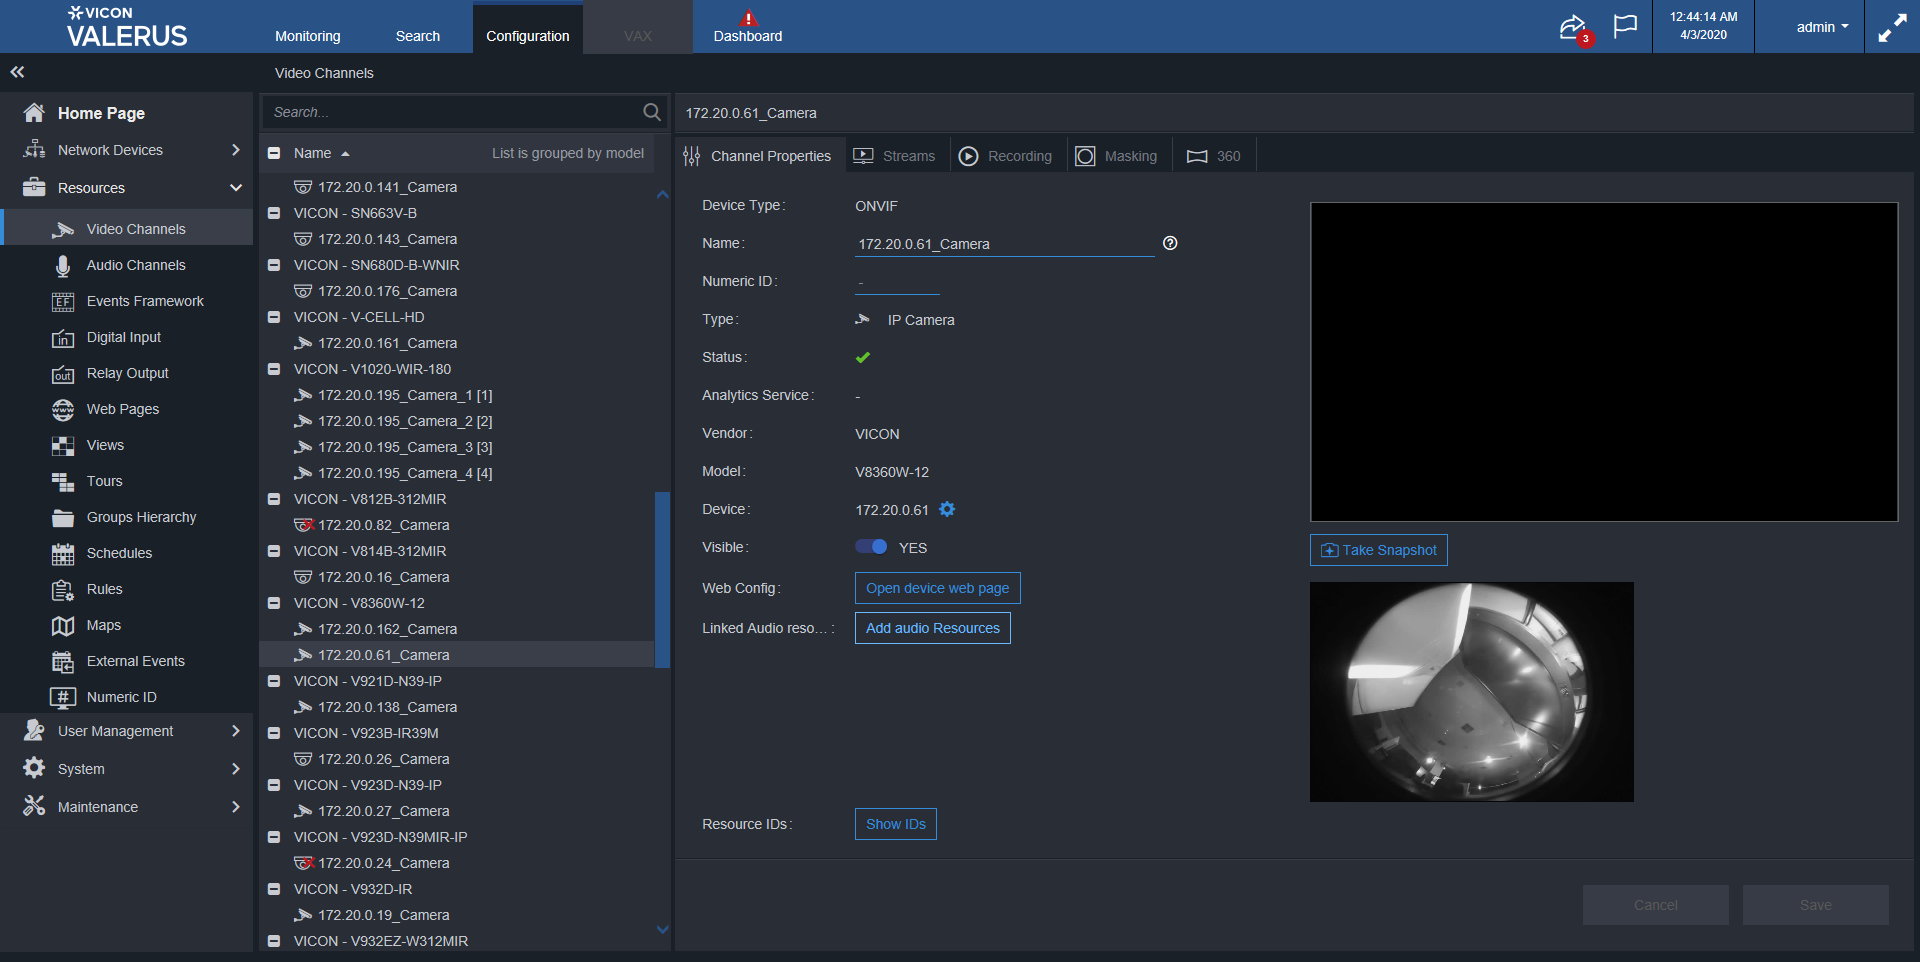 VICON
VALERUS
Monitoring
Search
Configuration
VAX
Dashboard
3
12:44:14 AM
4/3/2020
admin
Video Channels
Home Page
Network Devices
Resources
Video Channels
Audio Channels
EF
Events Framework
in
Digital Input
out
Relay Output
www
Web Pages
Views
Tours
Groups Hierarchy
Schedules
Rules
Maps
External Events
#
Numeric ID
User Management
System
Maintenance
Search...
Name
List is grouped by model
172.20.0.141_Camera
VICON - SN663V-B
172.20.0.143_Camera
VICON - SN680D-B-WNIR
172.20.0.176_Camera
VICON - V-CELL-HD
172.20.0.161_Camera
VICON - V1020-WIR-180
172.20.0.195_Camera_1 [1]
172.20.0.195_Camera_2 [2]
172.20.0.195_Camera_3 [3]
172.20.0.195_Camera_4 [4]
VICON - V812B-312MIR
172.20.0.82_Camera
VICON - V814B-312MIR
172.20.0.16_Camera
VICON - V8360W-12
172.20.0.162_Camera
172.20.0.61_Camera
VICON - V921D-N39-IP
172.20.0.138_Camera
VICON - V923B-IR39M
172.20.0.26_Camera
VICON - V923D-N39-IP
172.20.0.27_Camera
VICON - V923D-N39MIR-IP
172.20.0.24_Camera
VICON - V932D-IR
172.20.0.19_Camera
VICON - V932EZ-W312MIR
172.20.0.61_Camera
Channel Properties
Streams
Recording
Masking
360
Device Type: ONVIF
Name: 172.20.0.61_Camera
Numeric ID: -
Type: IP Camera
Status:
Analytics Service: -
Vendor: VICON
Model: V8360W-12
Device: 172.20.0.61
Visible: YES
Web Config: Open device web page
Linked Audio reso... : Add audio Resources
Resource IDs: Show IDs
Take Snapshot
Cancel
Save